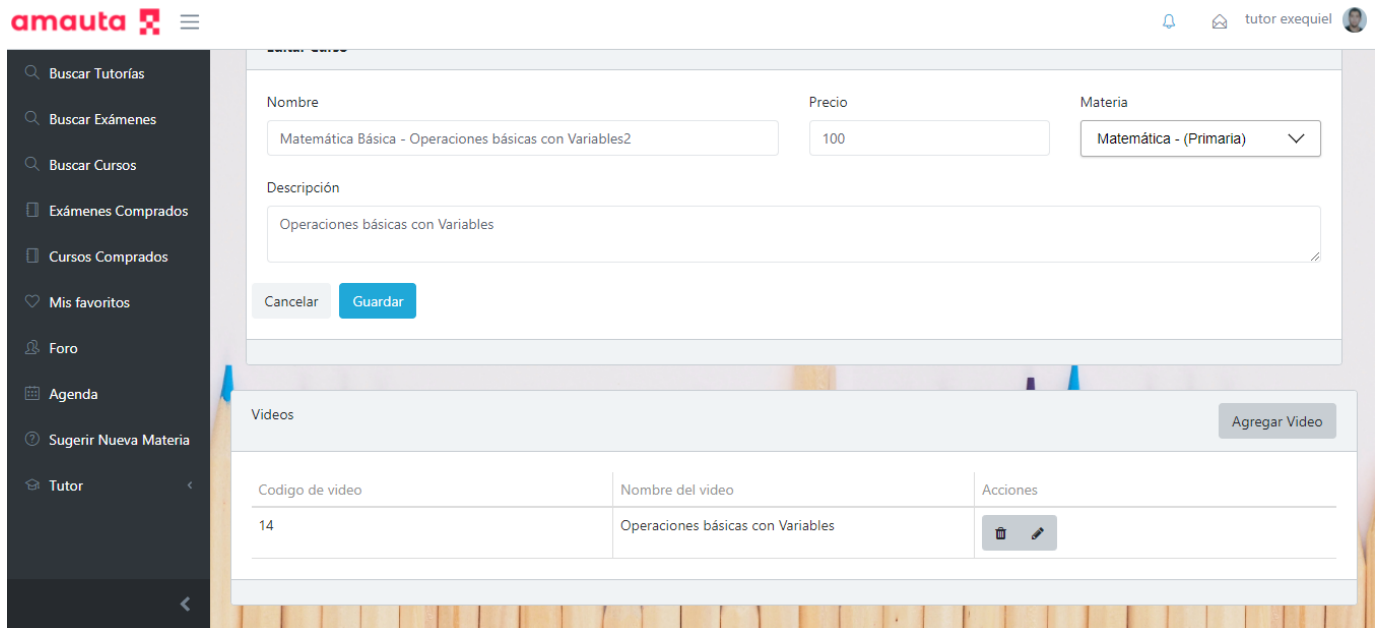 amauta
tutor exequiel
Buscar Tutorías
Buscar Exámenes
Buscar Cursos
Exámenes Comprados
Cursos Comprados
Mis favoritos
Foro
Agenda
Sugerir Nueva Materia
Tutor
Editar Curso
Nombre
Precio
Materia
Matemática Básica - Operaciones básicas con Variables2
100
Matemática - (Primaria)
Descripción
Operaciones básicas con Variables
Cancelar
Guardar
Videos
Agregar Video
Codigo de video
Nombre del video
Acciones
14
Operaciones básicas con Variables